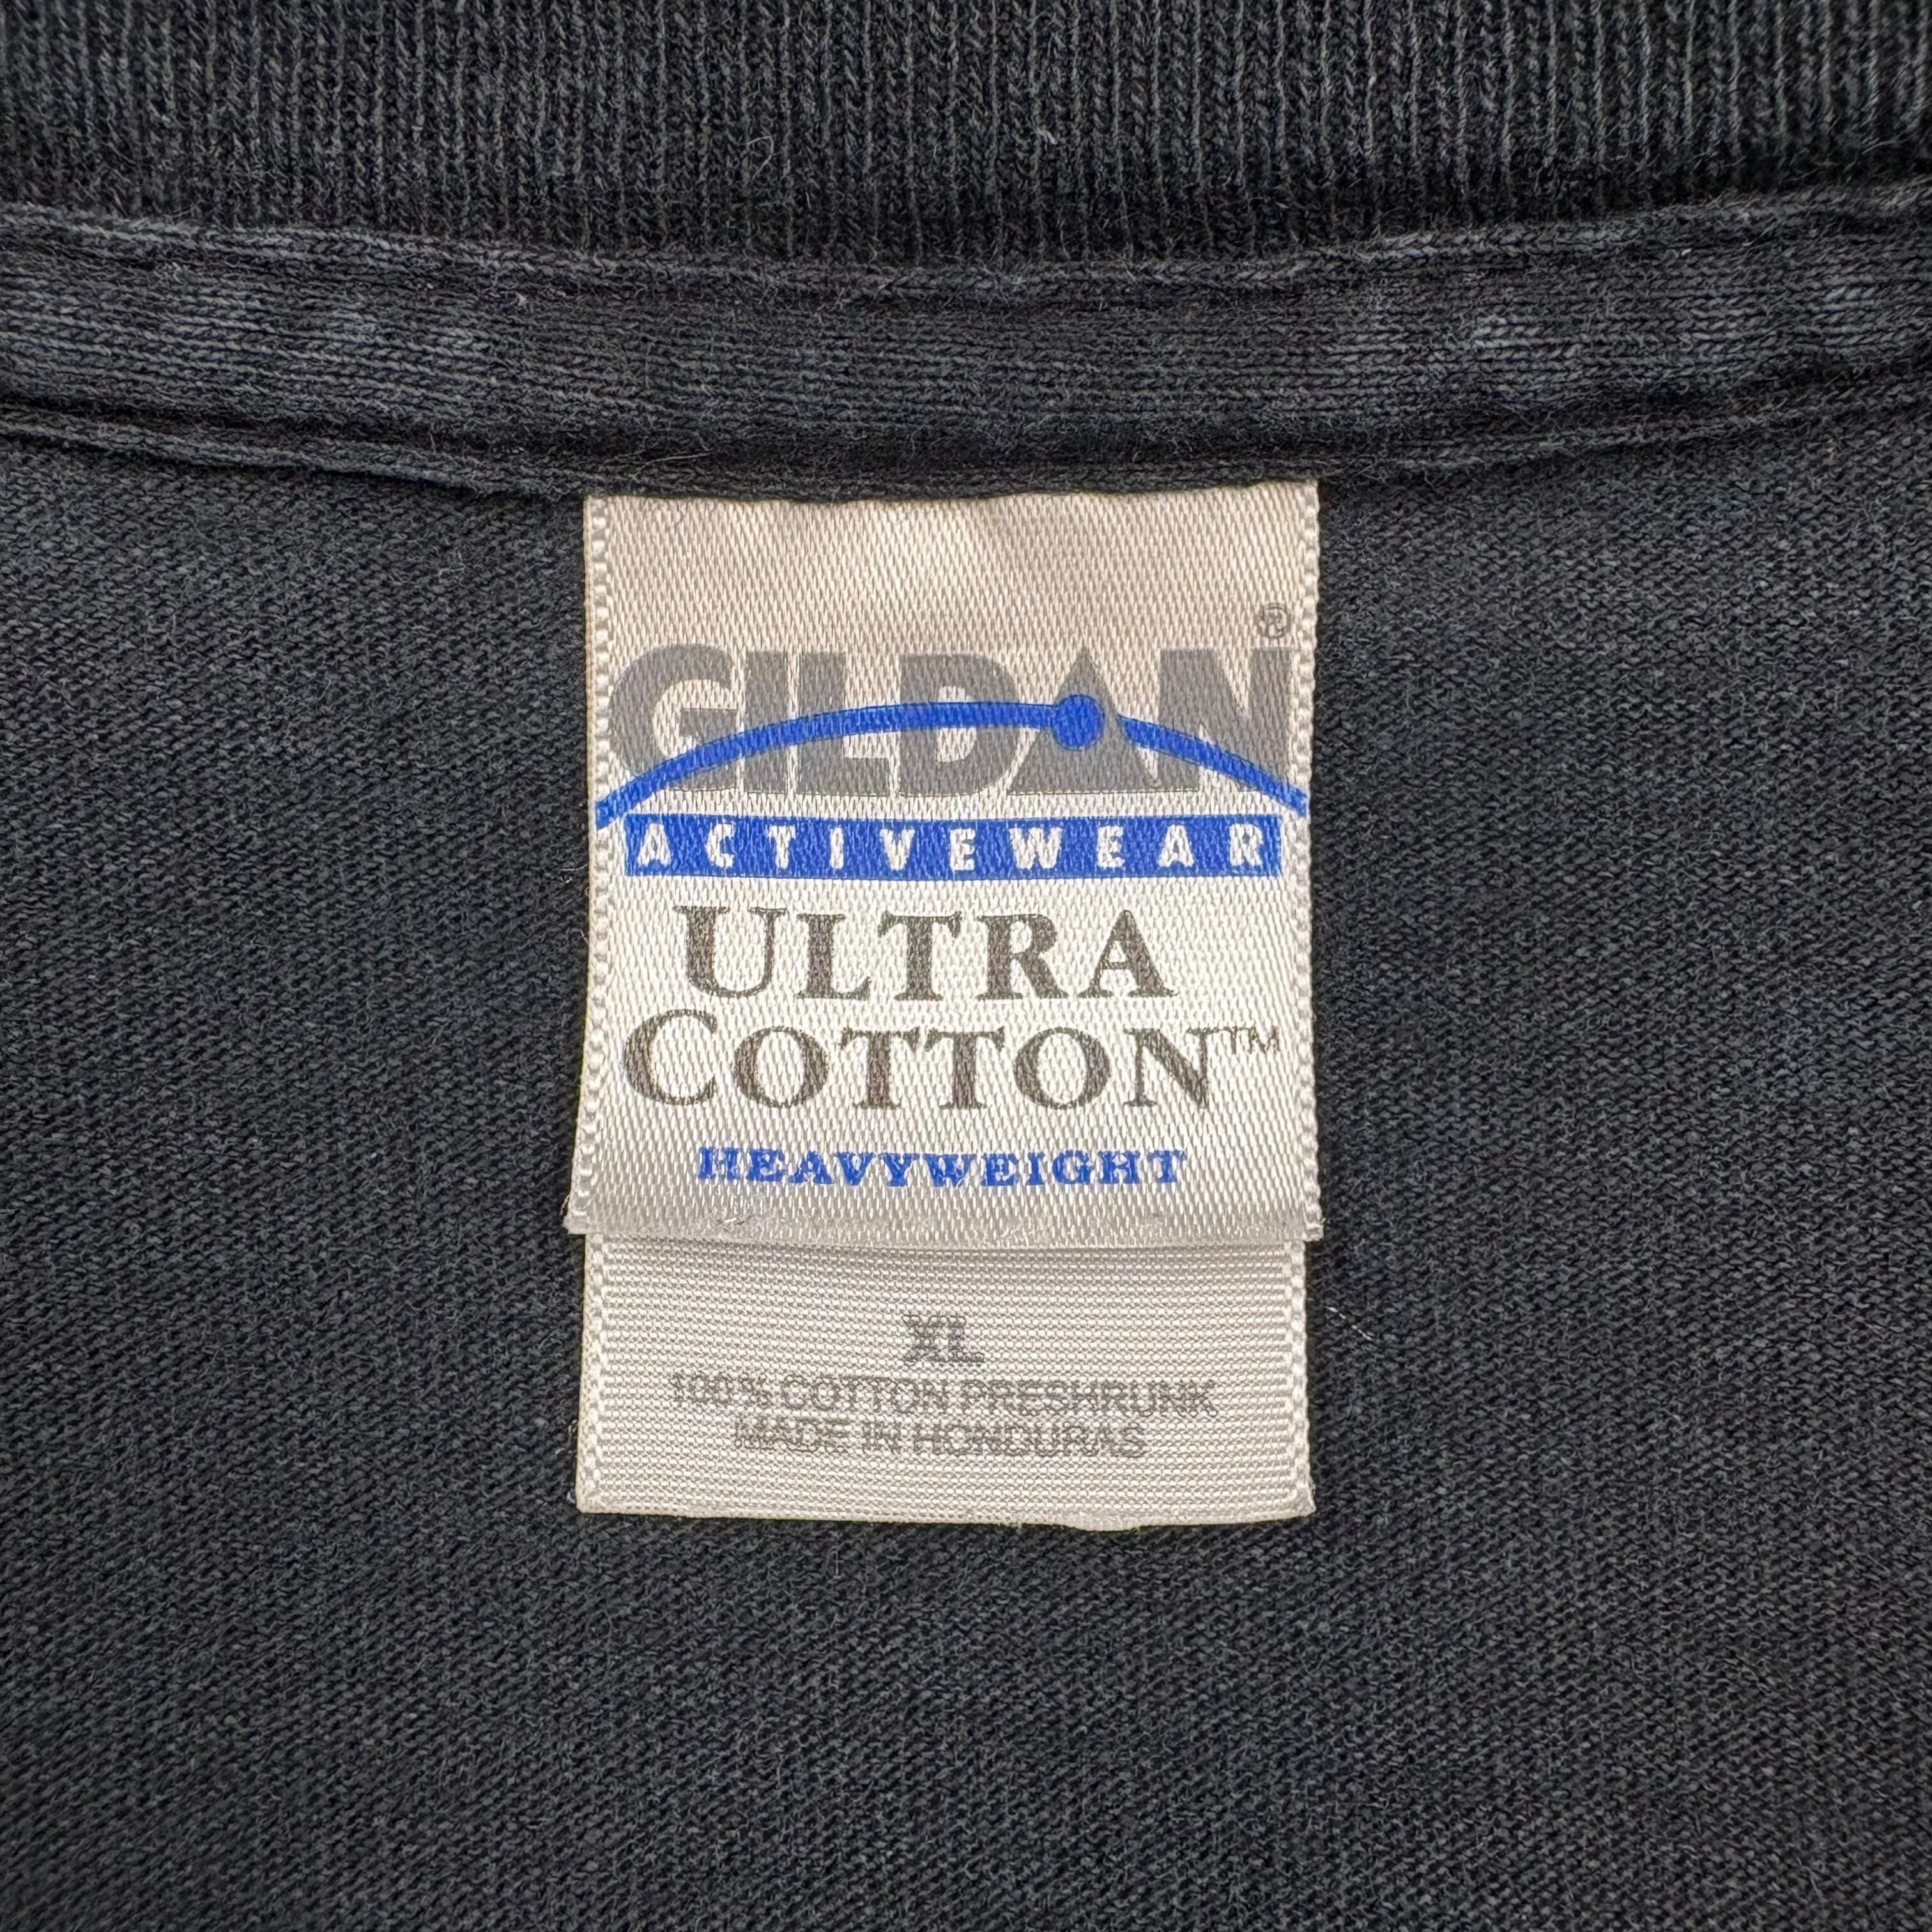 GILDAN®
ACTIVEWEAR
ULTRA
COTTON™
HEAVYWEIGHT
XL
100% COTTON PRESHRUNK
MADE IN HONDURAS